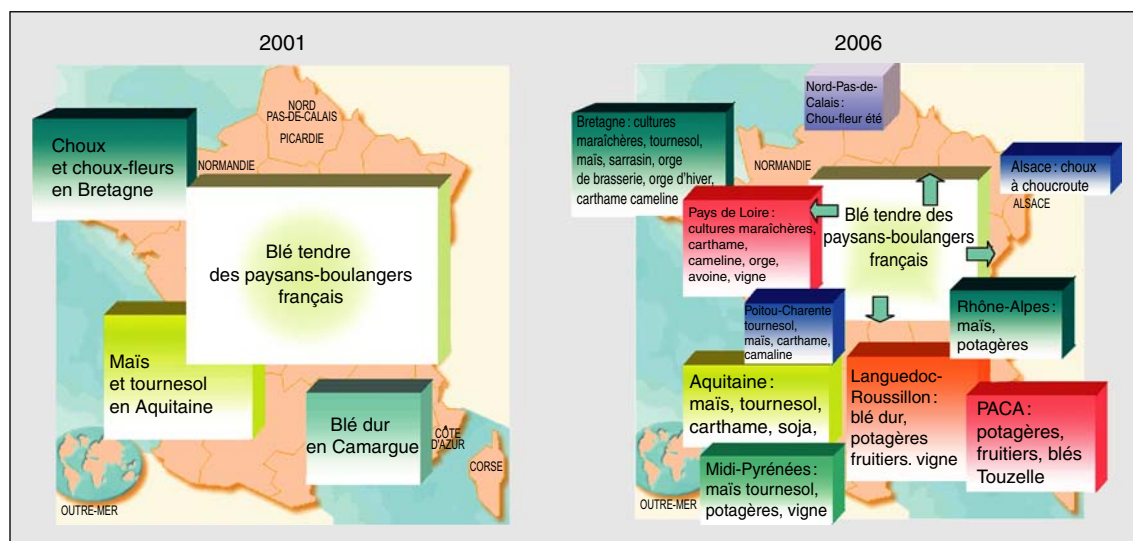 2001
NORD
PAS-DE-CALAIS
PICARDIE
NORMANDIE
Choux
et choux-fleurs
en Bretagne
Blé tendre
des paysans-boulangers
français
Maïs
et tournesol
en Aquitaine
Blé dur
en Camargue
CÔTE
D'AZUR
CORSE
OUTRE-MER
2006
Nord-Pas-de-
Calais :
Chou-fleur été
Bretagne : cultures
maraîchères, tournesol,
maïs, sarrasin, orge
de brasserie, orge d'hiver,
carthame cameline
NORMANDIE
Alsace : choux
à choucroute
ALSACE
Pays de Loire :
cultures maraîchères,
carthame,
cameline, orge,
avoine, vigne
Blé tendre des
paysans-boulangers
français
Poitou-Charente
tournesol,
maïs, carthame,
camaline
Rhône-Alpes :
maïs,
potagères
Aquitaine :
maïs, tournesol,
carthame, soja,
Languedoc-
Roussillon :
blé dur,
potagères
fruitiers. vigne
PACA :
potagères,
fruitiers, blés
Touzelle
Midi-Pyrénées :
maïs tournesol,
potagères, vigne
CORSE
OUTRE-MER